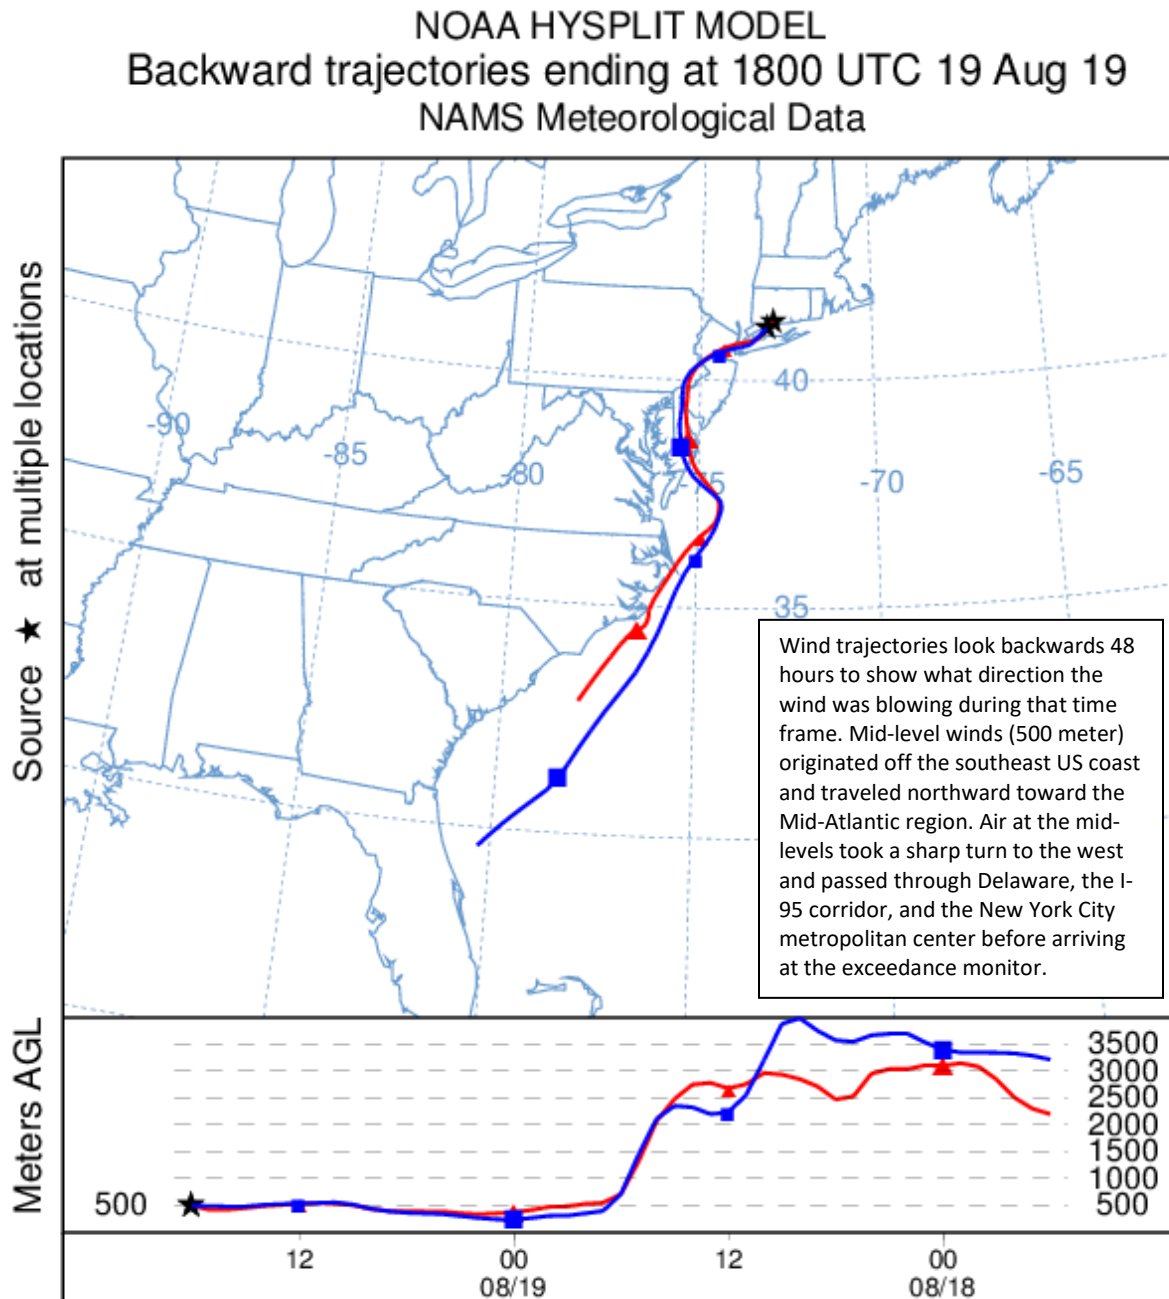 NOAA HYSPLIT MODEL
Backward trajectories ending at 1800 UTC 19 Aug 19
NAMS Meteorological Data
Source ★ at multiple locations
40
-90
-85
-80
-75
-70
-65
35
Wind trajectories look backwards 48
hours to show what direction the
wind was blowing during that time
frame. Mid-level winds (500 meter)
originated off the southeast US coast
and traveled northward toward the
Mid-Atlantic region. Air at the mid-
levels took a sharp turn to the west
and passed through Delaware, the I-
95 corridor, and the New York City
metropolitan center before arriving
at the exceedance monitor.
Meters AGL
500
3500
3000
2500
2000
1500
1000
500
12 00 12 00
08/19 08/18